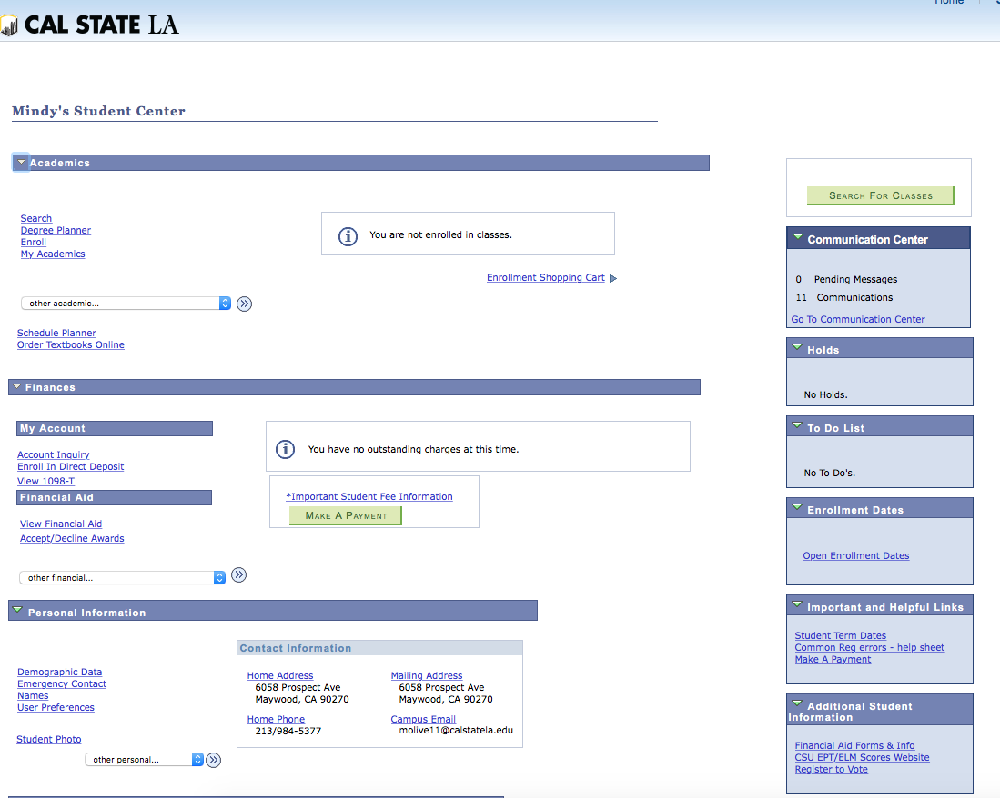 Home
CAL STATE LA
Mindy's Student Center
Academics
Search
Degree Planner
Enroll
My Academics
You are not enrolled in classes.
Enrollment Shopping Cart
other academic...
Schedule Planner
Order Textbooks Online
Finances
My Account
Account Inquiry
Enroll In Direct Deposit
View 1098-T
Financial Aid
View Financial Aid
Accept/Decline Awards
You have no outstanding charges at this time.
*Important Student Fee Information
MAKE A PAYMENT
other financial...
Personal Information
Demographic Data
Emergency Contact
Names
User Preferences
Student Photo
other personal...
Contact Information
Home Address
6058 Prospect Ave
Maywood, CA 90270
Mailing Address
6058 Prospect Ave
Maywood, CA 90270
Home Phone
213/984-5377
Campus Email
molive11@calstatela.edu
SEARCH FOR CLASSES
Communication Center
0 Pending Messages
11 Communications
Go To Communication Center
Holds
No Holds.
To Do List
No To Do's.
Enrollment Dates
Open Enrollment Dates
Important and Helpful Links
Student Term Dates
Common Reg errors - help sheet
Make A Payment
Additional Student
Information
Financial Aid Forms & Info
CSU EPT/ELM Scores Website
Register to Vote